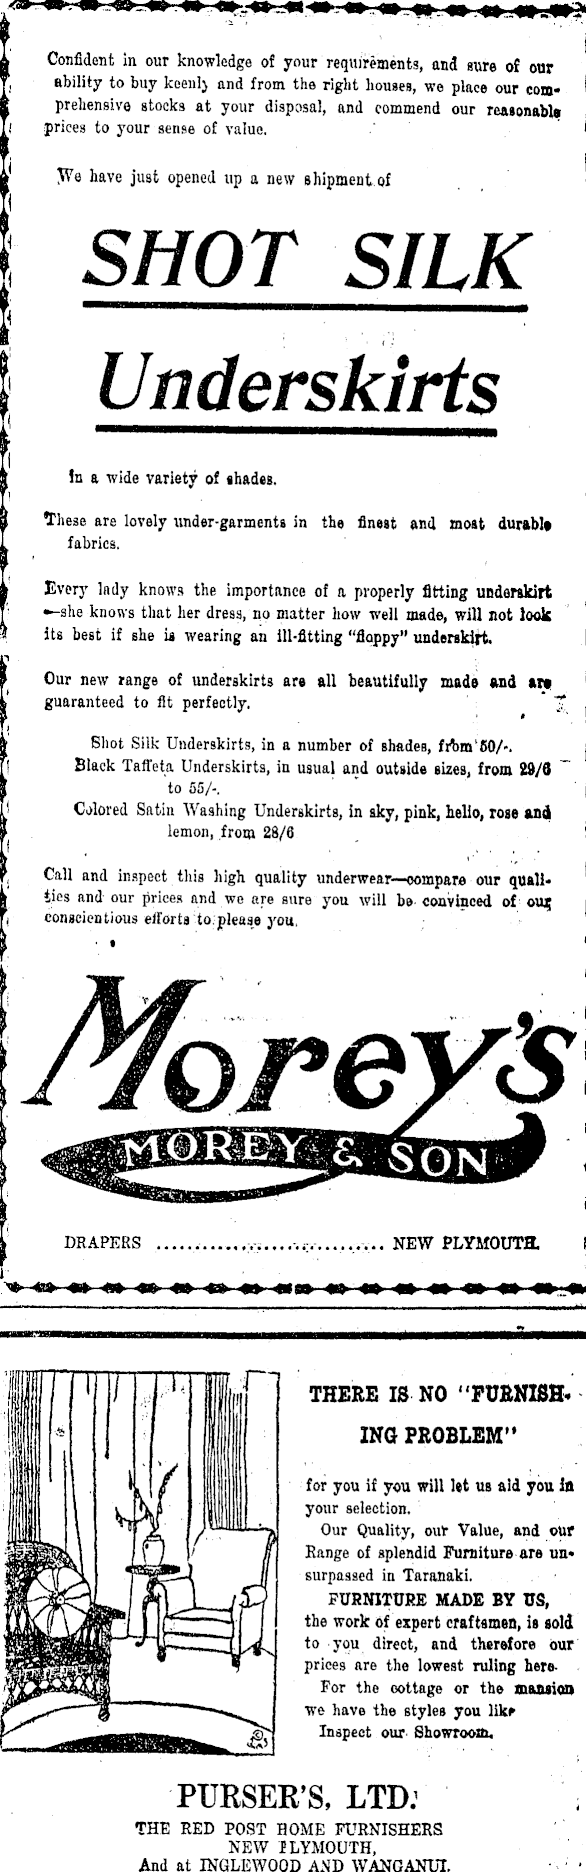 Confident in our knowledge of your requirements, and sure of our
ability to buy keenly and from the right houses, we place our com-
prehensive stocks at your disposal, and commend our reasonable
prices to your sense of value.
We have just opened up a new shipment of
SHOT SILK
Underskirts
In a wide variety of shades.
These are lovely under-garments in the finest and most durable
fabrics.
Every lady knows the importance of a properly fitting underskirt
—she knows that her dress, no matter how well made, will not look
its best if she is wearing an ill-fitting "floppy" underskirt.
Our new range of underskirts are all beautifully made and are
guaranteed to fit perfectly.
Shot Silk Underskirts, in a number of shades, from 50/-.
Black Taffeta Underskirts, in usual and outside sizes, from 29/6
to 55/-.
Colored Satin Washing Underskirts, in sky, pink, helio, rose and
lemon, from 28/6
Call and inspect this high quality underwear—compare our quali-
ties and our prices and we are sure you will be convinced of our
conscientious efforts to please you.
Morey's
MOREY & SON
DRAPERS .............................. NEW PLYMOUTH.
THERE IS NO "FURNISH-
ING PROBLEM"
for you if you will let us aid you in
your selection.
Our Quality, our Value, and our
Range of splendid Furniture are un-
surpassed in Taranaki.
FURNITURE MADE BY US,
the work of expert craftsmen, is sold
to you direct, and therefore our
prices are the lowest ruling here.
For the cottage or the mansion
we have the styles you like
Inspect our Showroom.
PURSER'S, LTD.
THE RED POST HOME FURNISHERS
NEW PLYMOUTH,
And at INGLEWOOD AND WANGANUI.